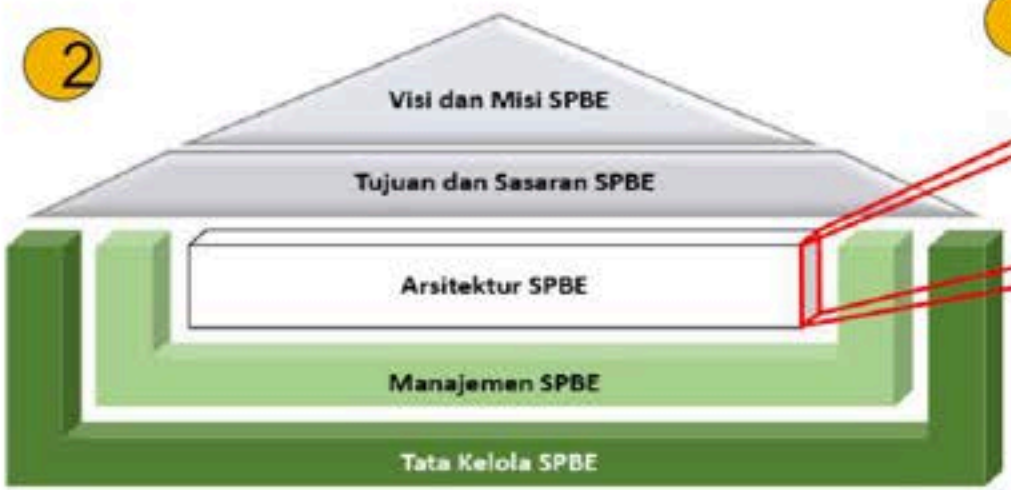 2
Visi dan Misi SPBE
Tujuan dan Sasaran SPBE
Arsitektur SPBE
Manajemen SPBE
Tata Kelola SPBE